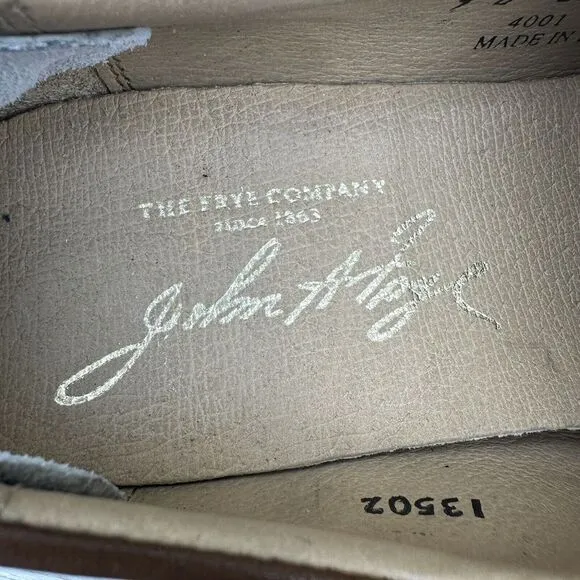 4001
MADE IN
THE FRYE COMPANY
since 1863
John A. Frye
13502